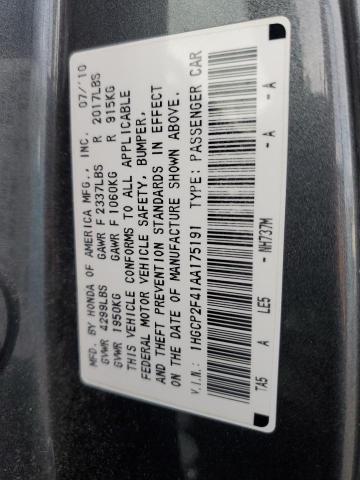 MFD. BY HONDA OF AMERICA MFG., INC. 07/'10
GVWR 4299LBS GAWR F 2337LBS R 2017LBS
GVWR 1950KG GAWR F 1060KG R 915KG
THIS VEHICLE CONFORMS TO ALL APPLICABLE
FEDERAL MOTOR VEHICLE SAFETY, BUMPER,
AND THEFT PREVENTION STANDARDS IN EFFECT
ON THE DATE OF MANUFACTURE SHOWN ABOVE.
V.I.N.: 1HGCP2F41AA175191 TYPE: PASSENGER CAR
TA5 A LE5 -NH737M -A -A